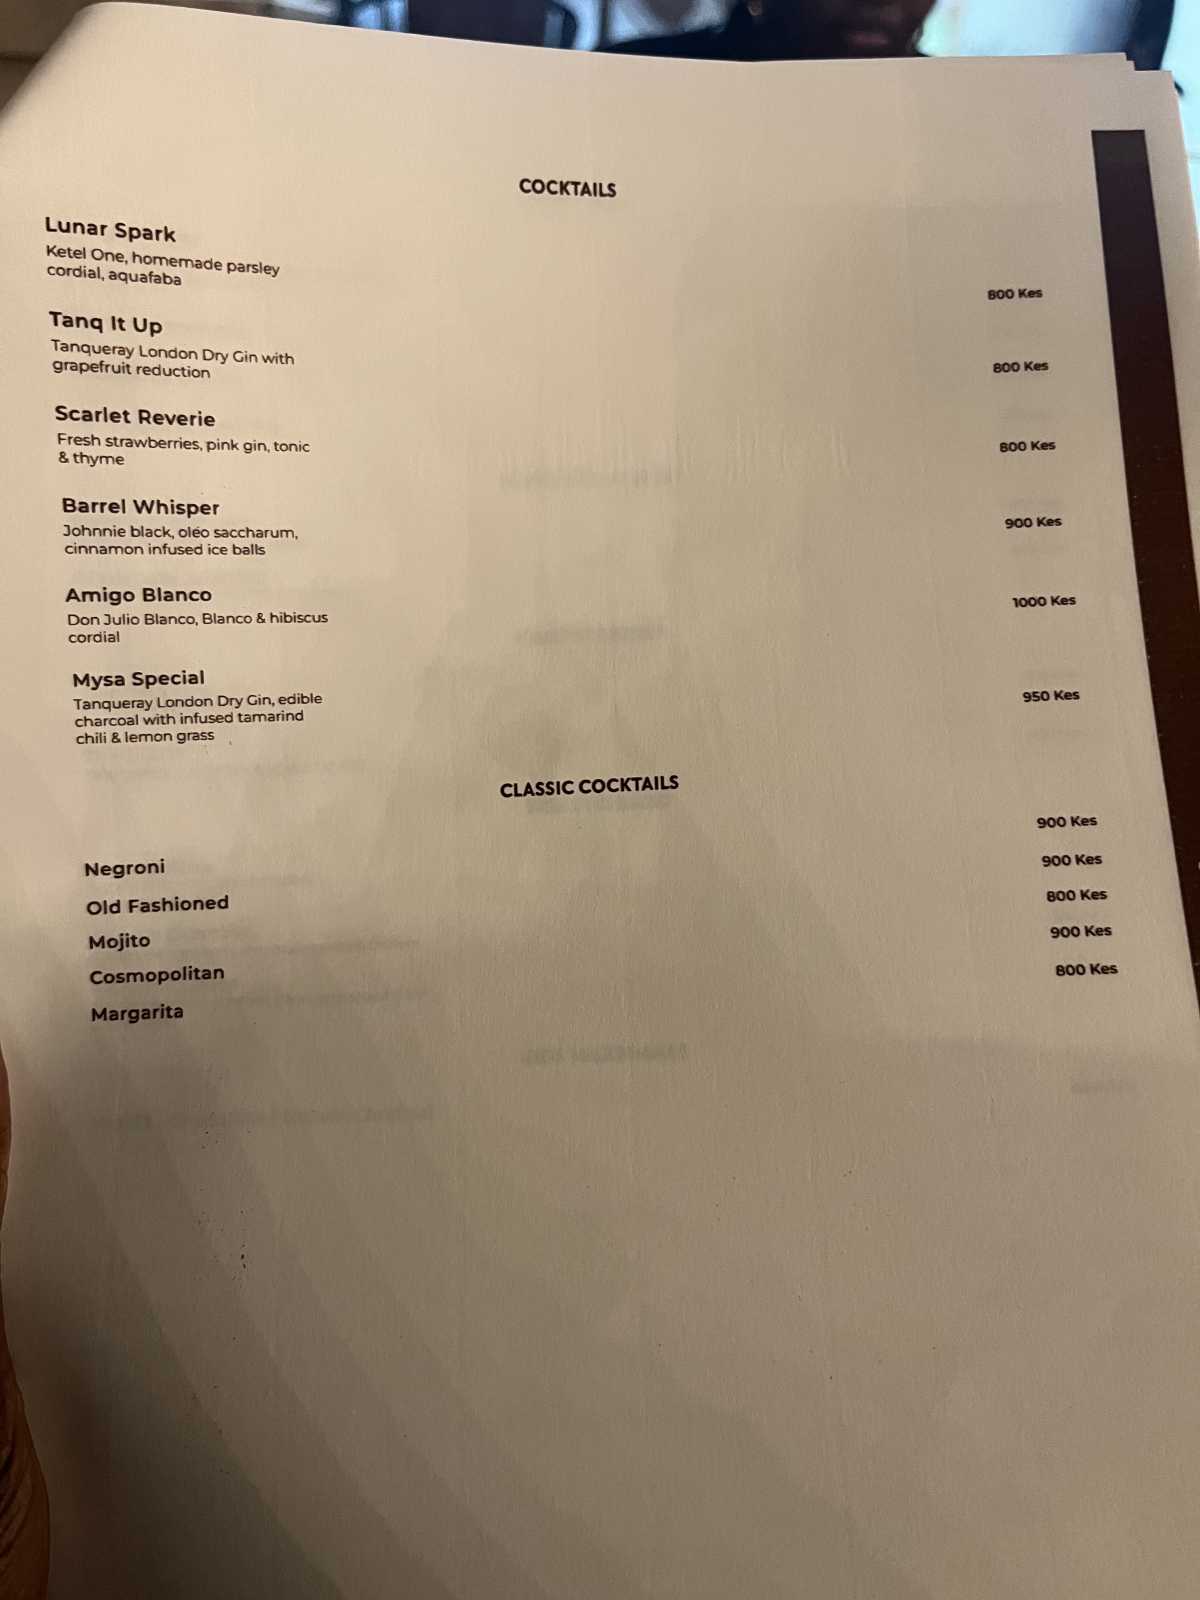 COCKTAILS
Lunar Spark
Ketel One, homemade parsley
cordial, aquafaba
800 Kes
Tanq It Up
Tanqueray London Dry Gin with
grapefruit reduction
800 Kes
Scarlet Reverie
Fresh strawberries, pink gin, tonic
& thyme
800 Kes
Barrel Whisper
Johnnie black, oléo saccharum,
cinnamon infused ice balls
900 Kes
Amigo Blanco
Don Julio Blanco, Blanco & hibiscus
cordial
1000 Kes
Mysa Special
Tanqueray London Dry Gin, edible
charcoal with infused tamarind
chili & lemon grass
950 Kes
CLASSIC COCKTAILS
Negroni
900 Kes
Old Fashioned
900 Kes
Mojito
800 Kes
Cosmopolitan
900 Kes
Margarita
800 Kes